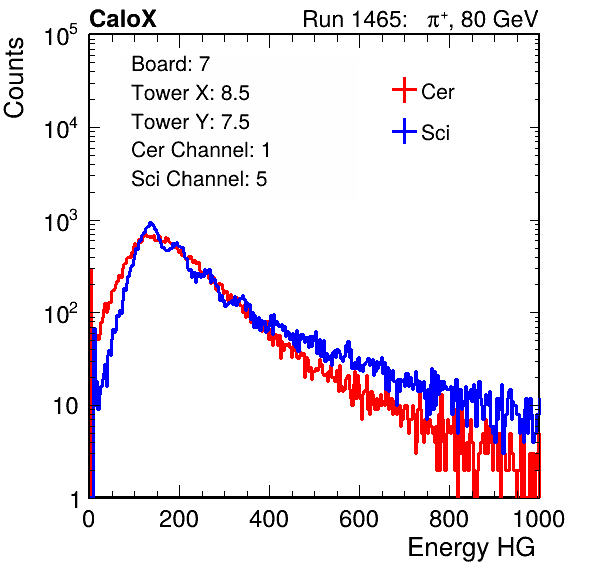 CaloX Run 1465: π⁺, 80 GeV
Counts
10⁵
10⁴
10³
10²
10
1
Board: 7
Tower X: 8.5
Tower Y: 7.5
Cer Channel: 1
Sci Channel: 5
Cer
Sci
0 200 400 600 800 1000
Energy HG